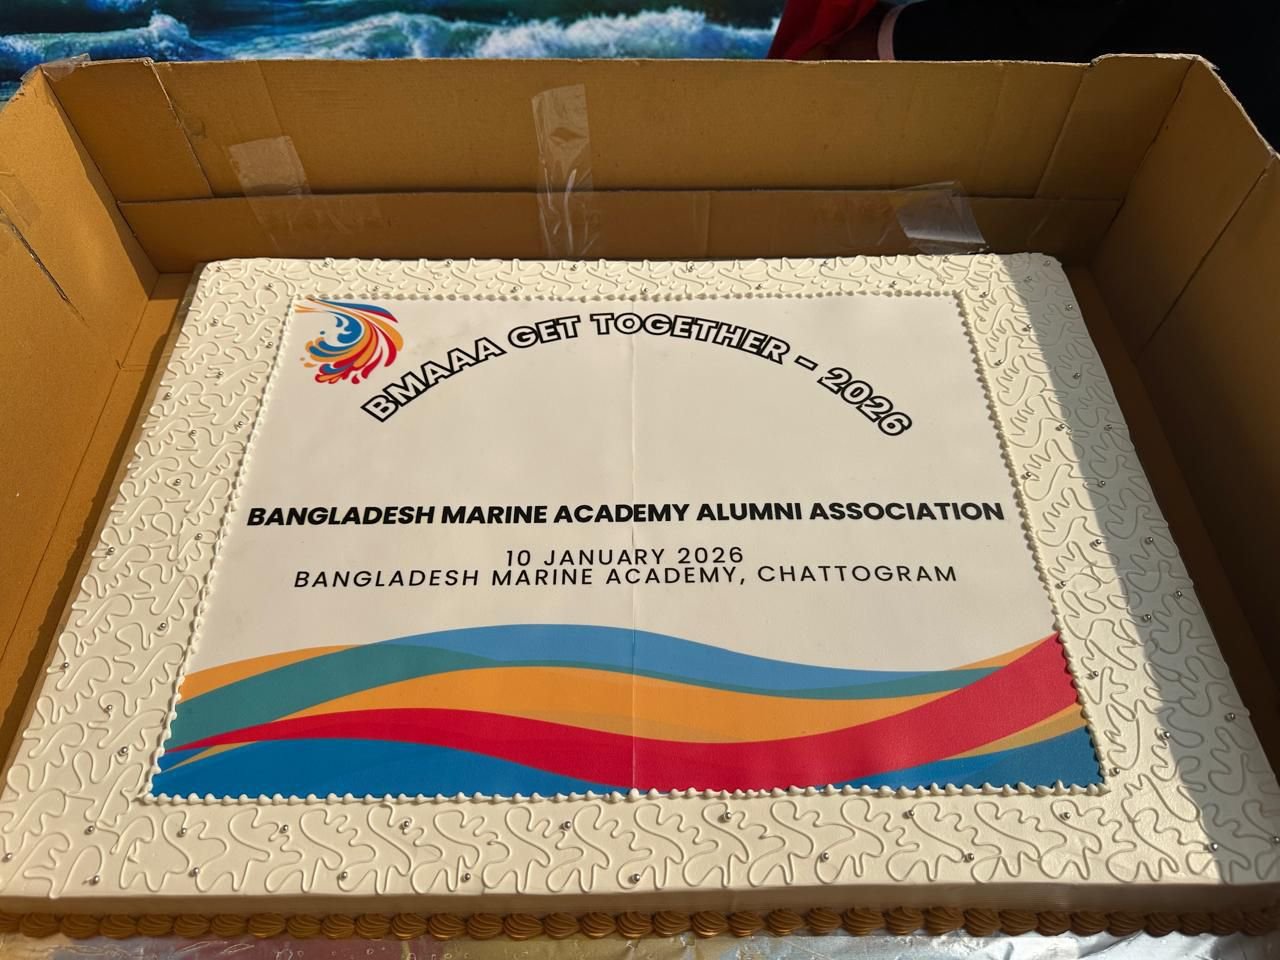 BMAAA GET TOGETHER - 2026
BANGLADESH MARINE ACADEMY ALUMNI ASSOCIATION
10 JANUARY 2026
BANGLADESH MARINE ACADEMY, CHATTOGRAM